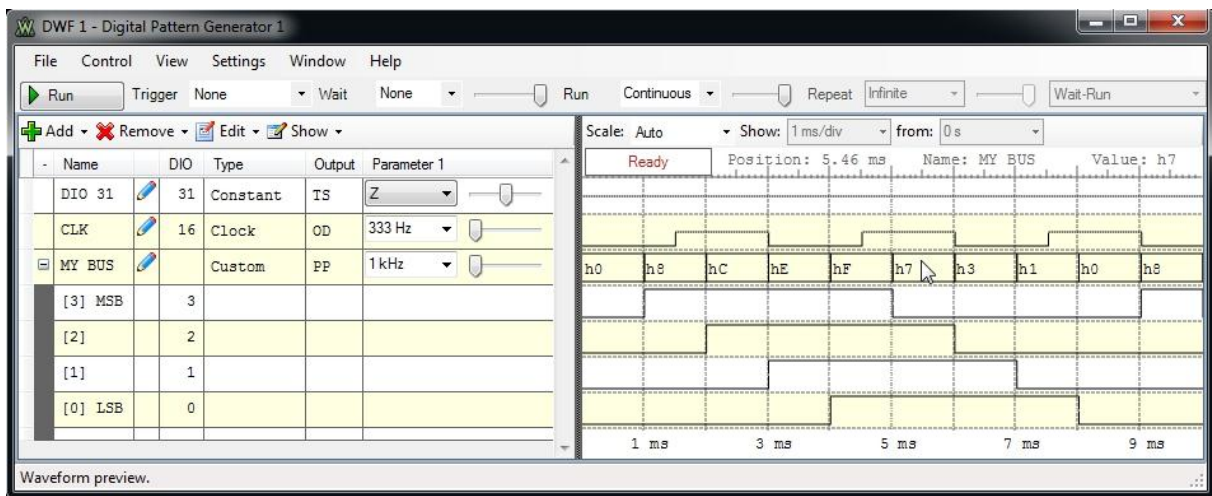 DWF 1 - Digital Pattern Generator 1
File Control View Settings Window Help
Run Trigger None Wait None Run Continuous Repeat Infinite Wait-Run
Add Remove Edit Show Scale: Auto Show: 1 ms/div from: 0 s
- Name DIO Type Output Parameter 1 Ready Position: 5.46 ms Name: MY BUS Value: h7
DIO 31 31 Constant TS Z
CLK 16 Clock OD 333 Hz
MY BUS Custom PP 1 kHz h0 h8 hC hE hF h7 h3 h1 h0 h8
[3] MSB 3
[2] 2
[1] 1
[0] LSB 0
1 ms 3 ms 5 ms 7 ms 9 ms
Waveform preview.